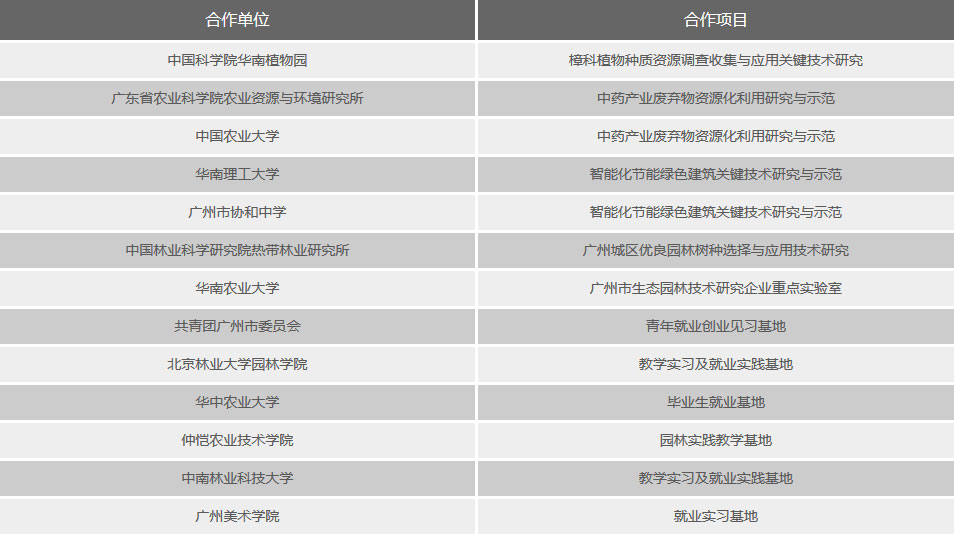 合作单位 合作项目
中国科学院华南植物园 樟科植物种质资源调查收集与应用关键技术研究
广东省农业科学院农业资源与环境研究所 中药产业废弃物资源化利用研究与示范
中国农业大学 中药产业废弃物资源化利用研究与示范
华南理工大学 智能化节能绿色建筑关键技术研究与示范
广州市协和中学 智能化节能绿色建筑关键技术研究与示范
中国林业科学研究院热带林业研究所 广州城区优良园林树种选择与应用技术研究
华南农业大学 广州市生态园林技术研究企业重点实验室
共青团广州市委员会 青年就业创业见习基地
北京林业大学园林学院 教学实习及就业实践基地
华中农业大学 毕业生就业基地
仲恺农业技术学院 园林实践教学基地
中南林业科技大学 教学实习及就业实践基地
广州美术学院 就业实习基地